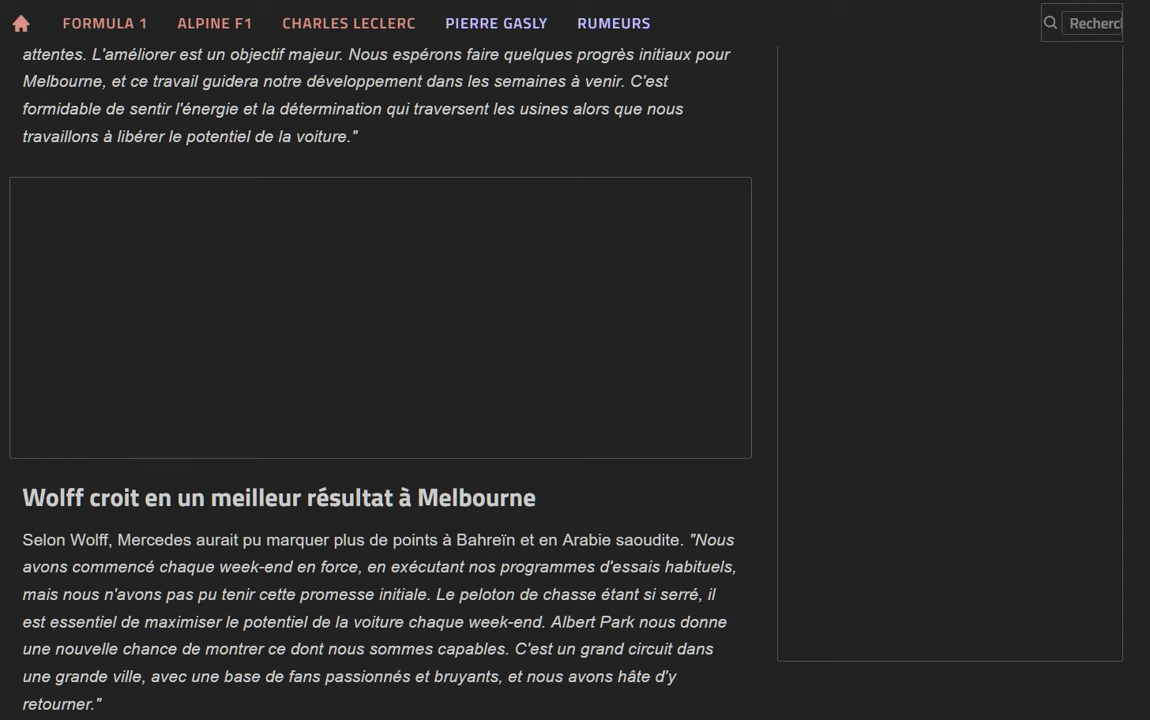 FORMULA 1 ALPINE F1 CHARLES LECLERC PIERRE GASLY RUMEURS
attentes. L'améliorer est un objectif majeur. Nous espérons faire quelques progrès initiaux pour
Melbourne, et ce travail guidera notre développement dans les semaines à venir. C'est
formidable de sentir l'énergie et la détermination qui traversent les usines alors que nous
travaillons à libérer le potentiel de la voiture."
Wolff croit en un meilleur résultat à Melbourne
Selon Wolff, Mercedes aurait pu marquer plus de points à Bahreïn et en Arabie saoudite. "Nous
avons commencé chaque week-end en force, en exécutant nos programmes d'essais habituels,
mais nous n'avons pas pu tenir cette promesse initiale. Le peloton de chasse étant si serré, il
est essentiel de maximiser le potentiel de la voiture chaque week-end. Albert Park nous donne
une nouvelle chance de montrer ce dont nous sommes capables. C'est un grand circuit dans
une grande ville, avec une base de fans passionnés et bruyants, et nous avons hâte d'y
retourner."